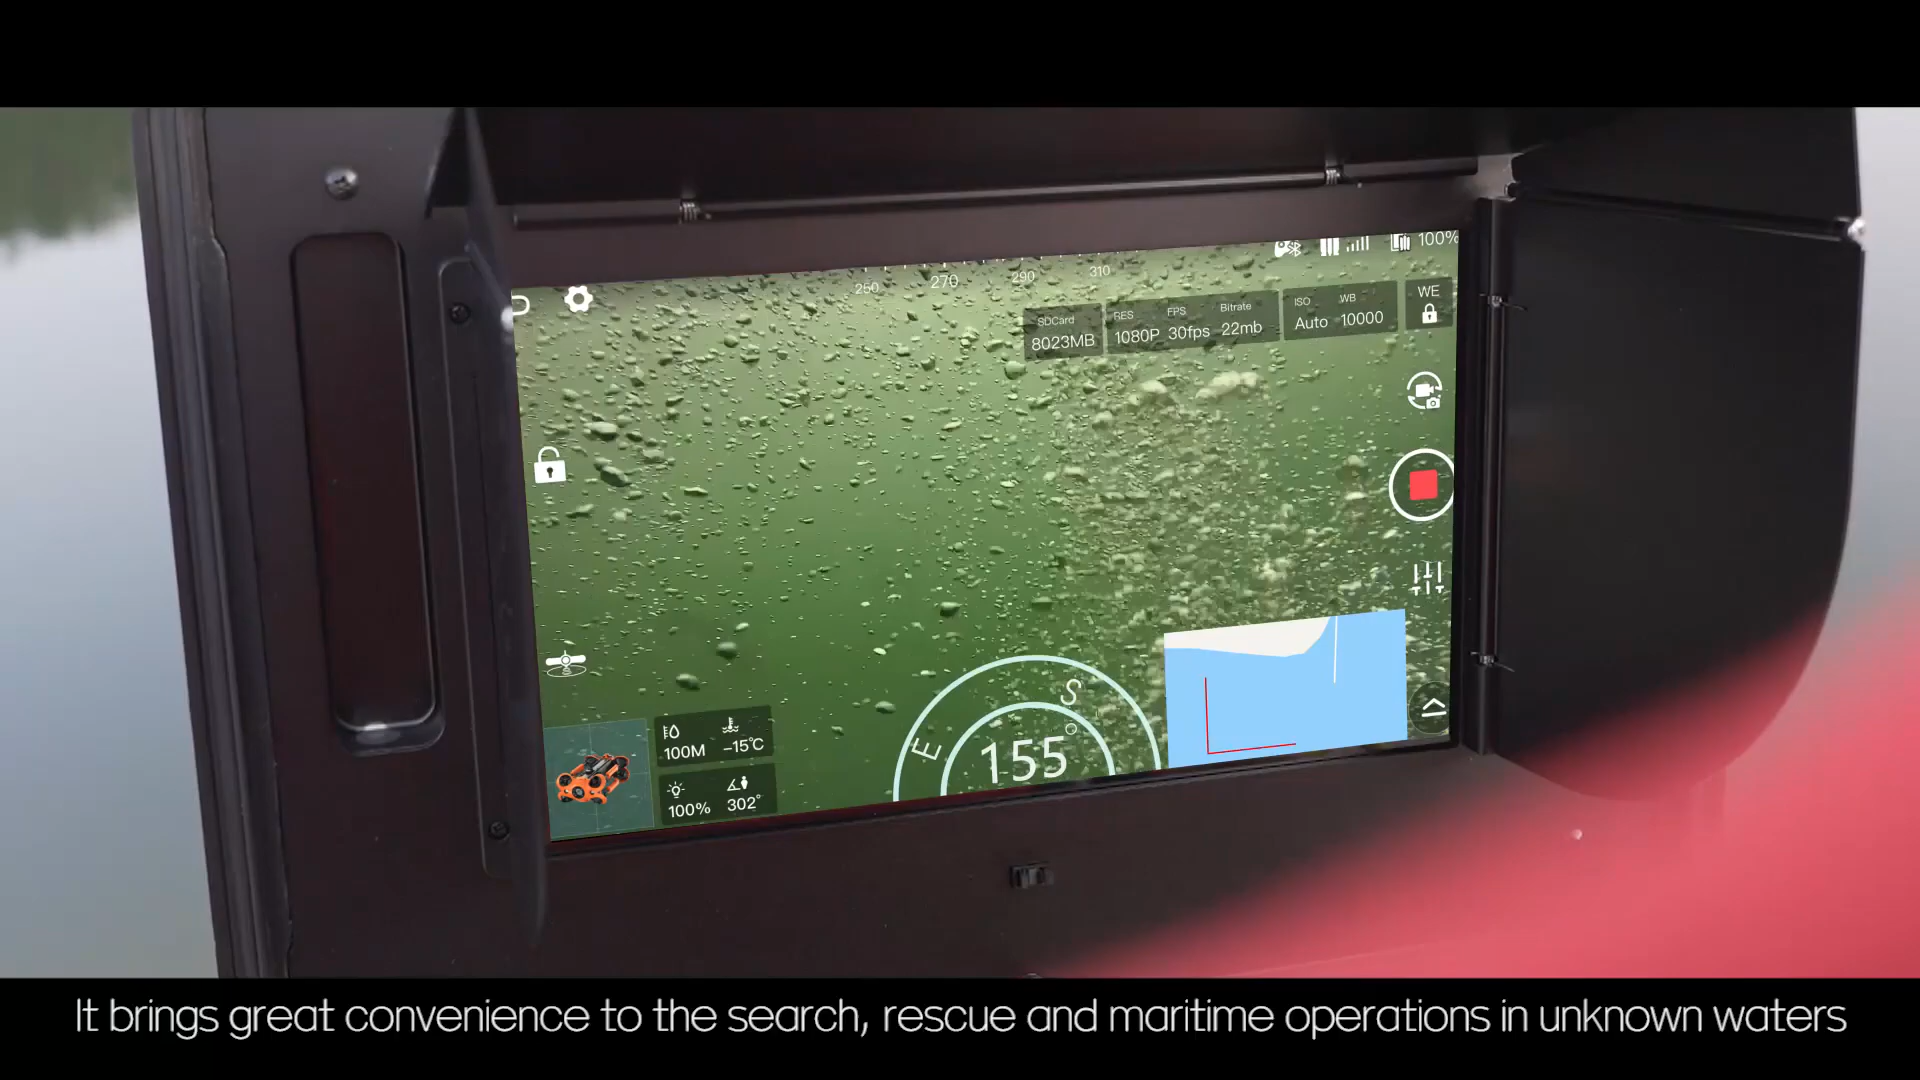 100%
250 270 290 310
SDCard
8023MB
RES FPS Bitrate
1080P 30fps 22mb
ISO WB
Auto 10000
WE
S
E
155°
100M -15℃
100% 302°
It brings great convenience to the search, rescue and maritime operations in unknown waters